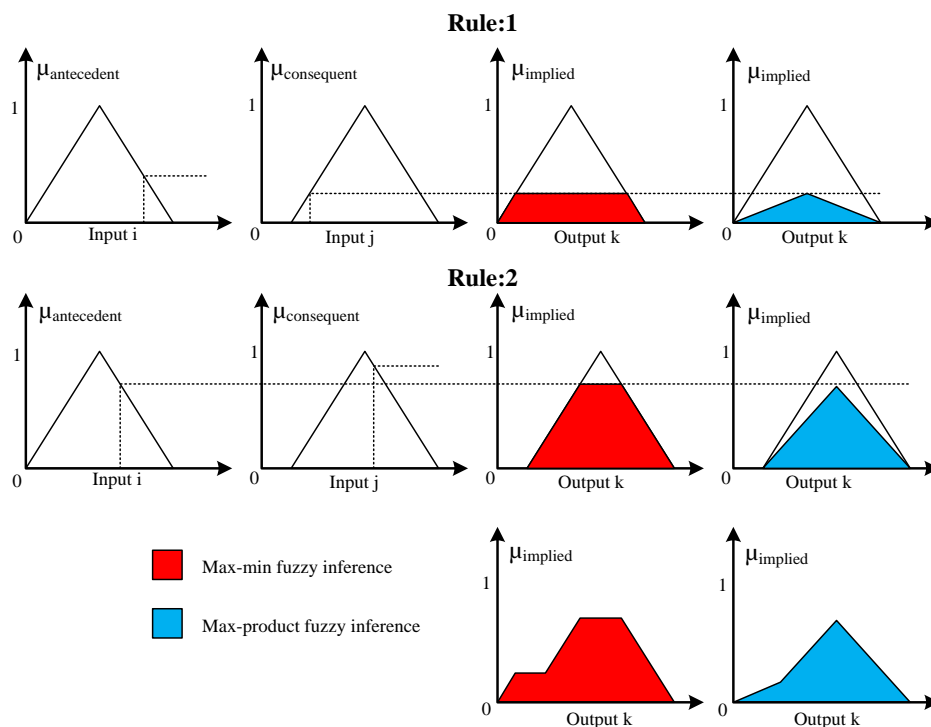 Rule:1
μantecedent
1
0
Input i
μconsequent
1
0
Input j
μimplied
1
0
Output k
μimplied
1
0
Output k
Rule:2
μantecedent
1
0
Input i
μconsequent
1
0
Input j
μimplied
1
0
Output k
μimplied
1
0
Output k
Max-min fuzzy inference
Max-product fuzzy inference
μimplied
1
0
Output k
μimplied
1
0
Output k